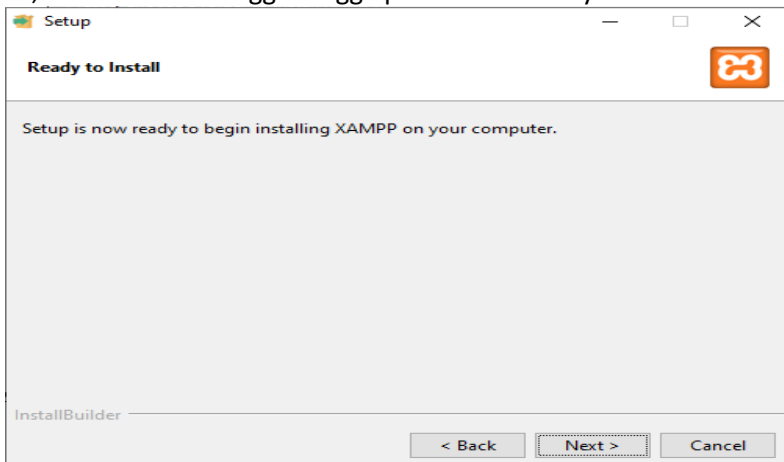 Setup
Ready to Install
Setup is now ready to begin installing XAMPP on your computer.
InstallBuilder
< Back Next > Cancel